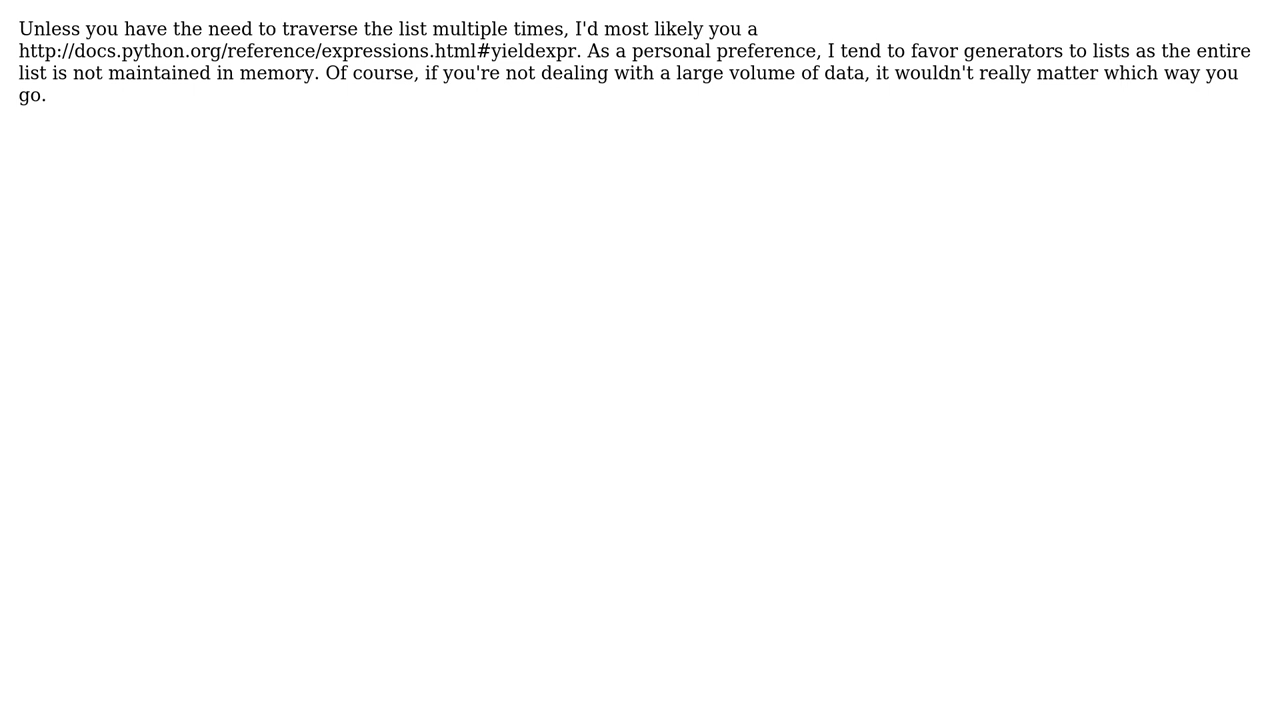 Unless you have the need to traverse the list multiple times, I'd most likely you a
http://docs.python.org/reference/expressions.html#yieldexpr. As a personal preference, I tend to favor generators to lists as the entire
list is not maintained in memory. Of course, if you're not dealing with a large volume of data, it wouldn't really matter which way you
go.